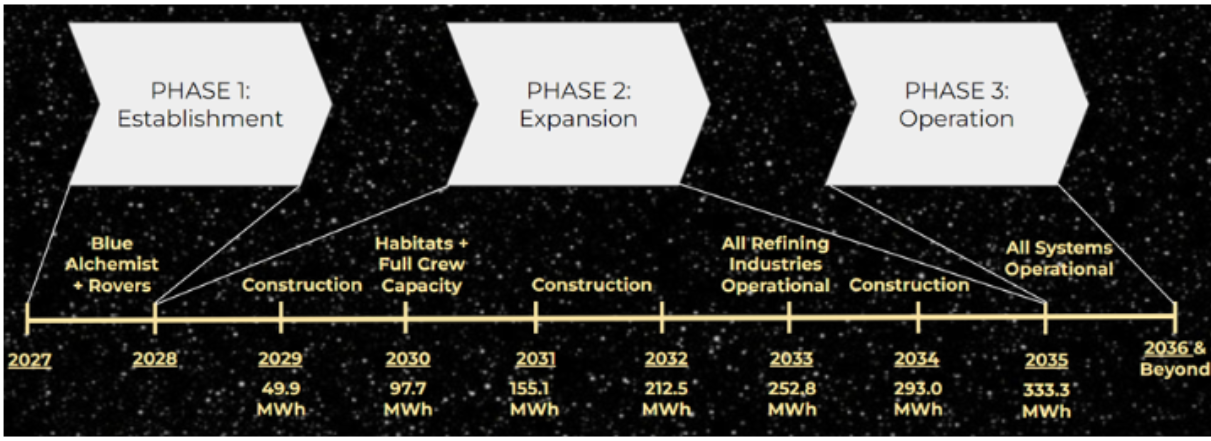 PHASE 1:
Establishment
PHASE 2:
Expansion
PHASE 3:
Operation
Blue
Alchemist
+ Rovers
Construction
Habitats +
Full Crew
Capacity
Construction
All Refining
Industries
Operational
Construction
All Systems
Operational
2027
2028
2029
49.9
MWh
2030
97.7
MWh
2031
155.1
MWh
2032
212.5
MWh
2033
252.8
MWh
2034
293.0
MWh
2035
333.3
MWh
2036 &
Beyond